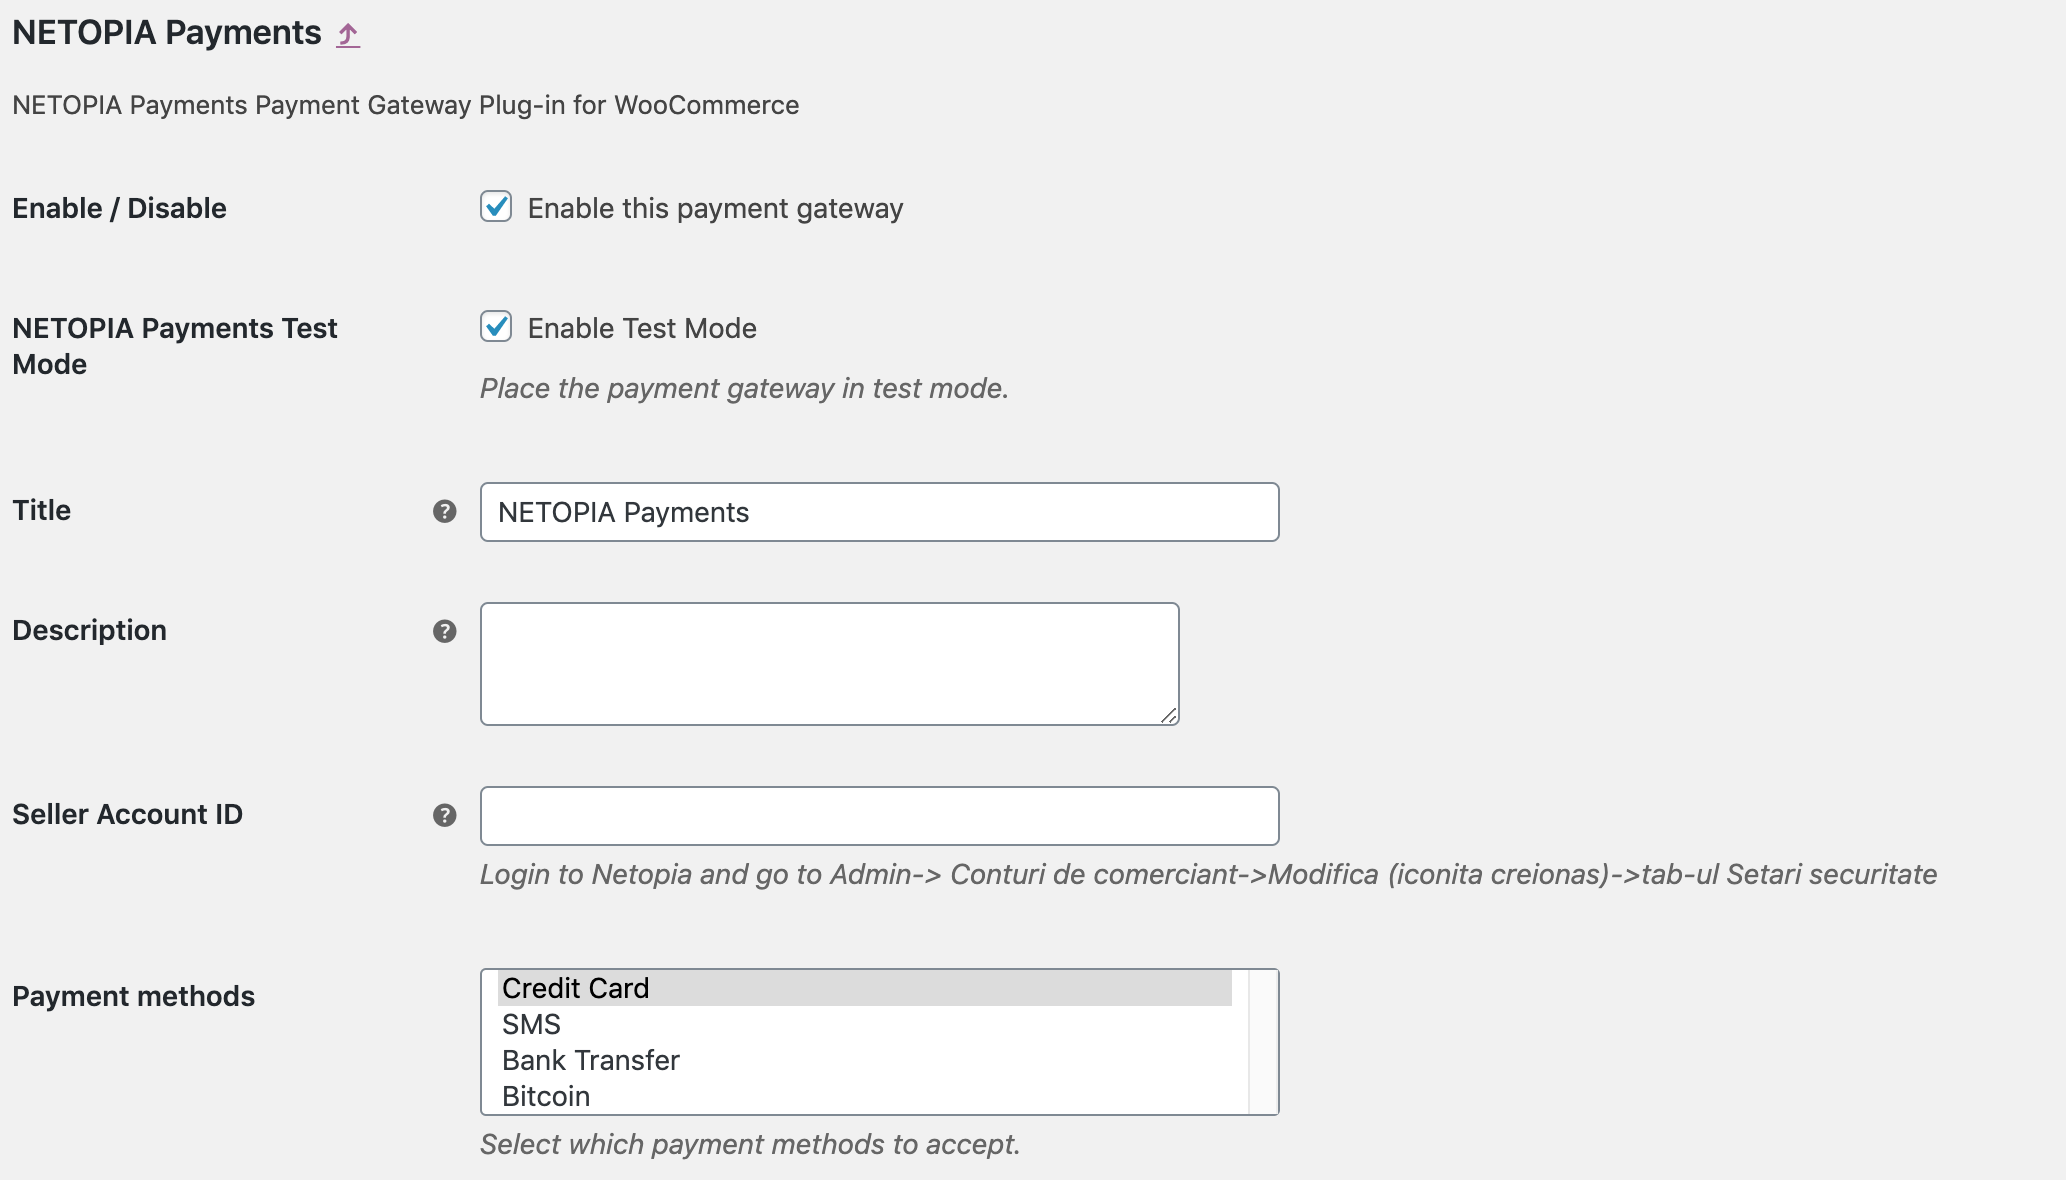 NETOPIA Payments ⤴
NETOPIA Payments Payment Gateway Plug-in for WooCommerce
Enable / Disable
Enable this payment gateway
NETOPIA Payments Test
Mode
Enable Test Mode
Place the payment gateway in test mode.
Title
NETOPIA Payments
Description
Seller Account ID
Login to Netopia and go to Admin-> Conturi de comerciant->Modifica (iconita creionas)->tab-ul Setari securitate
Payment methods
Credit Card
SMS
Bank Transfer
Bitcoin
Select which payment methods to accept.